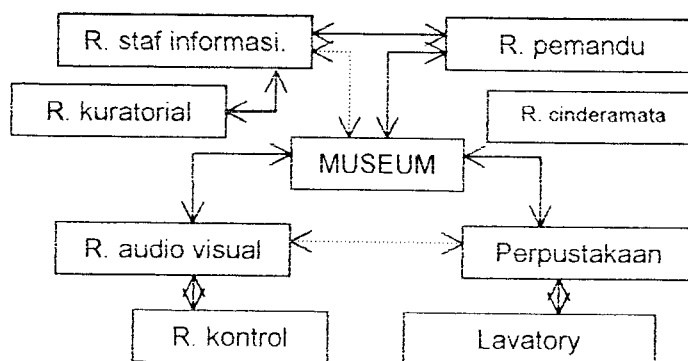 R. staf informasi.
R. pemandu
R. kuratorial
R. cinderamata
MUSEUM
R. audio visual
Perpustakaan
R. kontrol
Lavatory